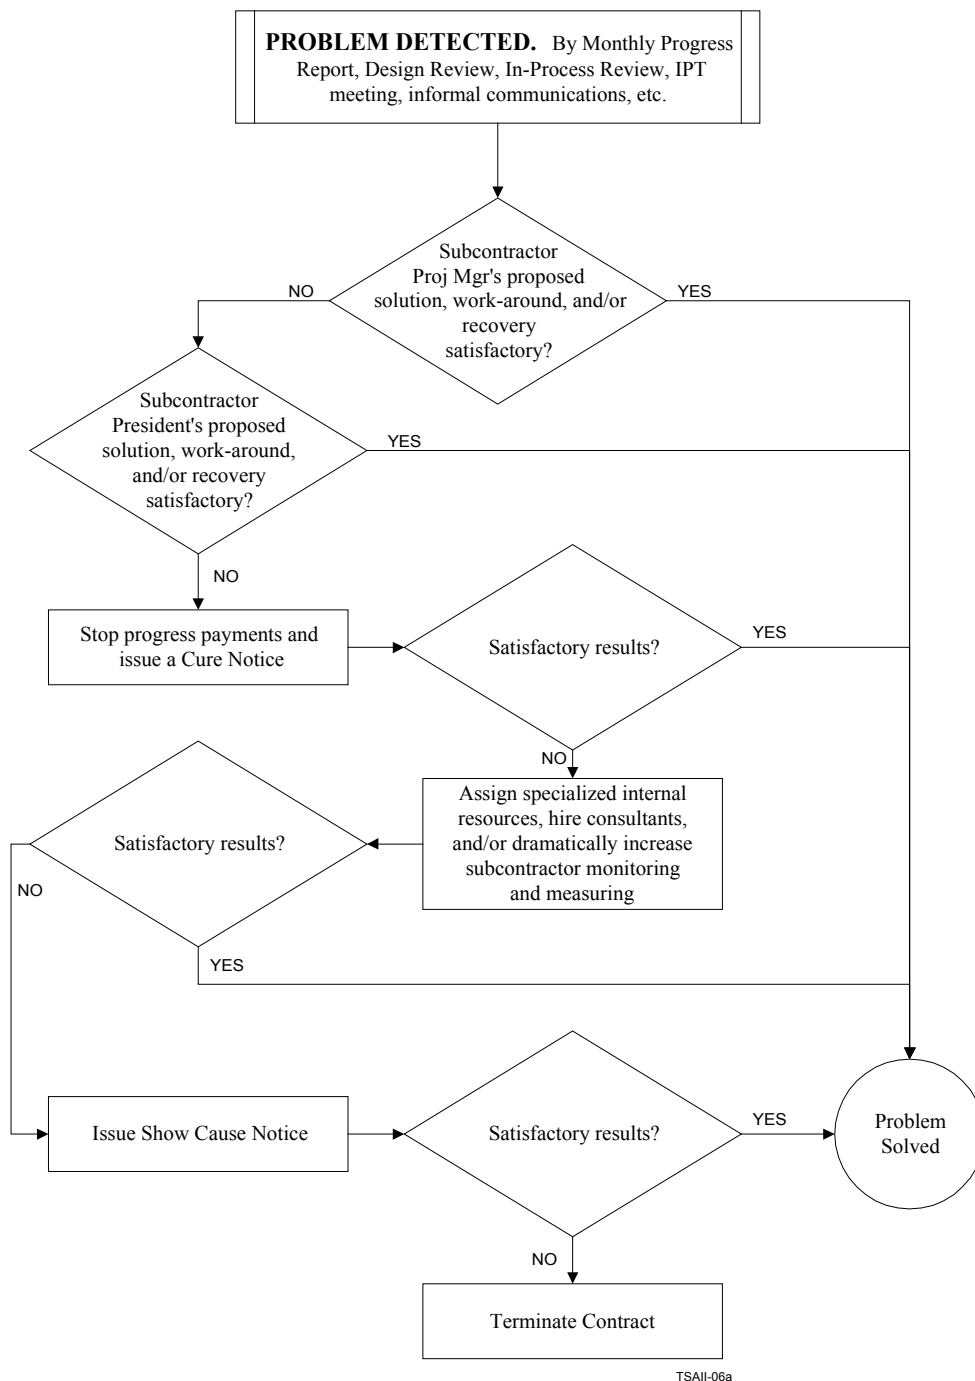 PROBLEM DETECTED. By Monthly Progress
Report, Design Review, In-Process Review, IPT
meeting, informal communications, etc.
Subcontractor
Proj Mgr's proposed
solution, work-around, and/or
recovery
satisfactory?
NO
YES
Subcontractor
President's proposed
solution, work-around,
and/or recovery
satisfactory?
YES
NO
Stop progress payments and
issue a Cure Notice
Satisfactory results?
YES
NO
Assign specialized internal
resources, hire consultants,
and/or dramatically increase
subcontractor monitoring
and measuring
Satisfactory results?
NO
YES
Issue Show Cause Notice
Satisfactory results?
YES
Problem
Solved
NO
Terminate Contract
TSAII-06a